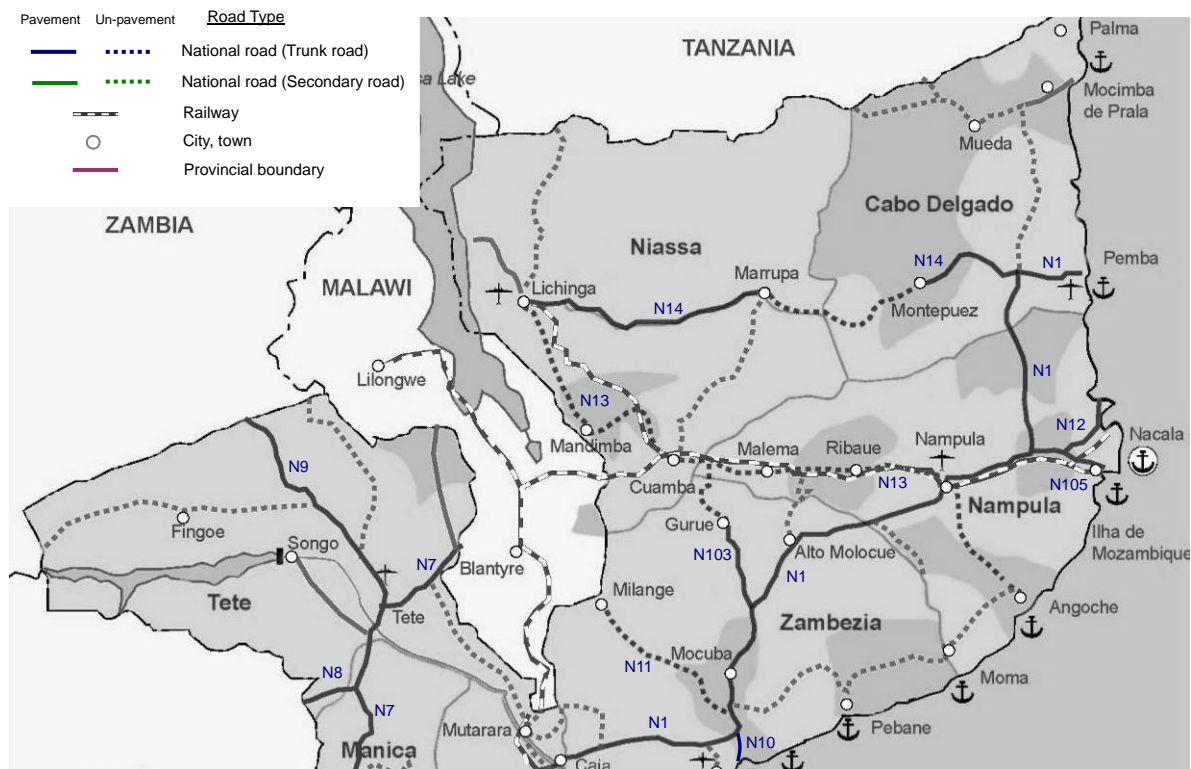 Pavement Un-pavement Road Type
National road (Trunk road)
National road (Secondary road)
Railway
City, town
Provincial boundary
TANZANIA
Palma
Lake
Mocimba
de Prala
Mueda
Cabo Delgado
ZAMBIA
Niassa
N14
N1
Pemba
MALAWI
Lichinga
Marrupa
Montepuez
N14
Lilongwe
N1
N13
Mandimba
N12
Nacala
Malema
Ribaue
Nampula
N9
Cuamba
N13
N105
Nampula
Gurue
Fingoe
Songo
Ilha de
Mozambique
N103
Alto Molocue
N7
Blantyre
N1
Tete
Milange
Angoche
Tete
Zambezia
N11
Mocuba
N8
Moma
N7
Mutarara
N1
Pebane
Manica
N10
Caia